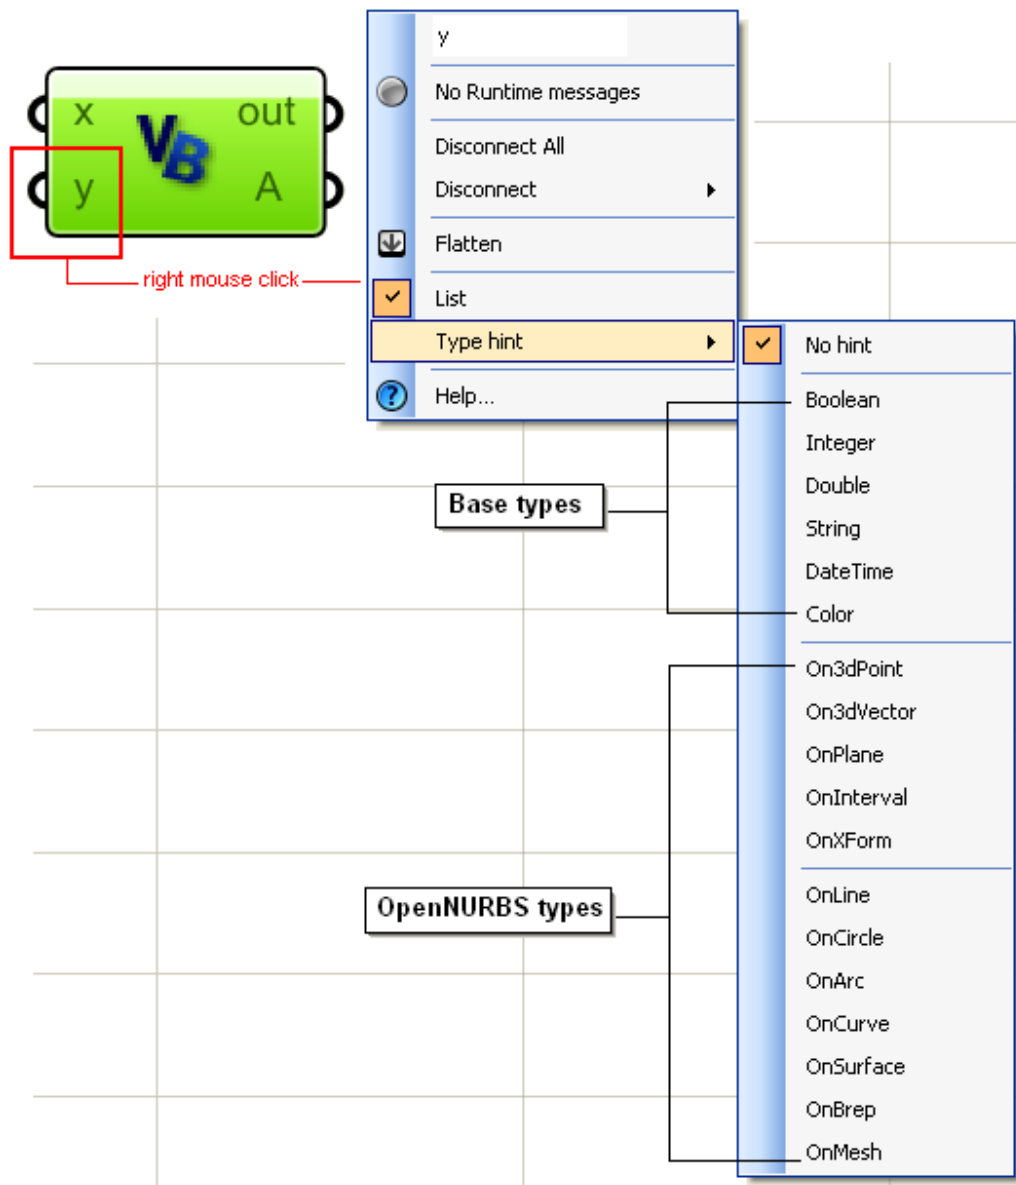 x
out
VB
y
A
right mouse click
y
No Runtime messages
Disconnect All
Disconnect
Flatten
List
Type hint
Help...
No hint
Boolean
Integer
Double
String
DateTime
Color
On3dPoint
On3dVector
OnPlane
OnInterval
OnXForm
OnLine
OnCircle
OnArc
OnCurve
OnSurface
OnBrep
OnMesh
Base types
OpenNURBS types